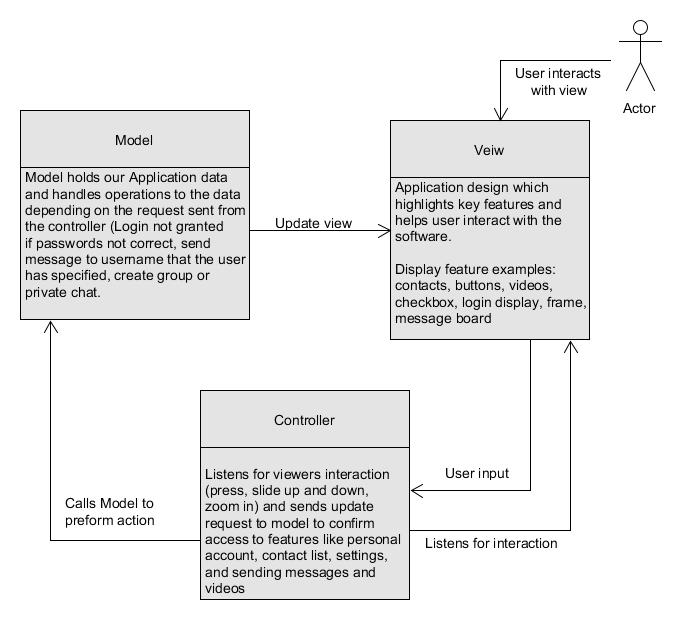 User interacts
with view
Actor
Model
Model holds our Application data
and handles operations to the data
depending on the request sent from
the controller (Login not granted
if passwords not correct, send
message to username that the user
has specified, create group or
private chat.
Update view
Veiw
Application design which
highlights key features and
helps user interact with the
software.
Display feature examples:
contacts, buttons, videos,
checkbox, login display, frame,
message board
Controller
Listens for viewers interaction
(press, slide up and down,
zoom in) and sends update
request to model to confirm
access to features like personal
account, contact list, settings,
and sending messages and
videos
User input
Listens for interaction
Calls Model to
preform action